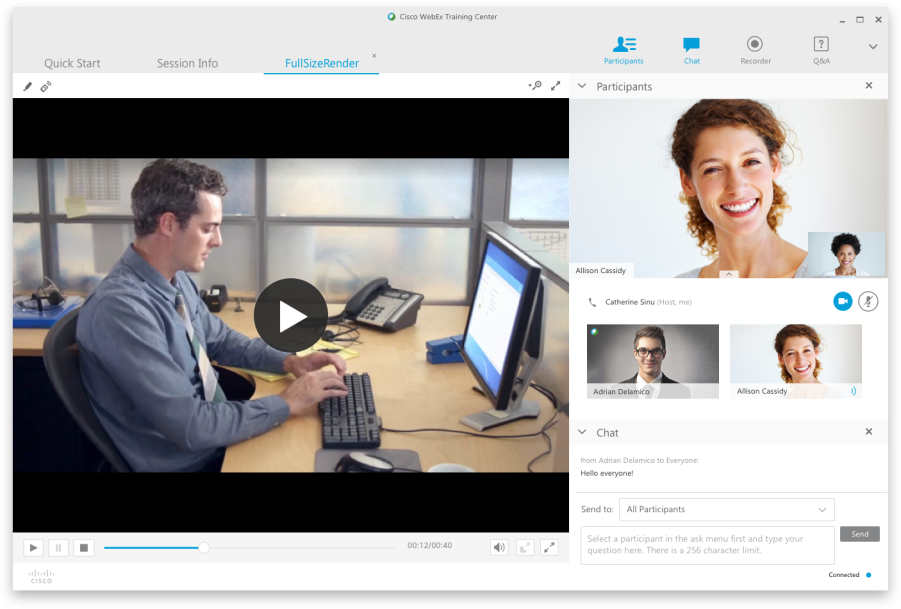 Cisco WebEx Training Center
Quick Start
Session Info
FullSizeRender
Participants
Chat
Recorder
Q&A
Participants
Allison Cassidy
Catherine Sinu (Host, me)
Adrian Delamico
Allison Cassidy
Chat
from Adrian Delamico to Everyone:
Hello everyone!
Send to:
All Participants
Select a participant in the ask menu first and type your
question here. There is a 256 character limit.
Send
00:12/00:40
CISCO
Connected